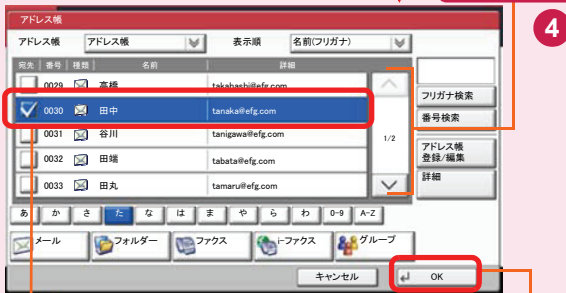 アドレス帳
アドレス帳 アドレス帳 表示順 名前(フリガナ)
宛先 番号 種類 名前 詳細
0029 高橋 takahashi@efg.com
0030 田中 tanaka@efg.com
0031 谷川 tanigawa@efg.com
0032 田端 tabata@efg.com
0033 田丸 tamaru@efg.com
1/2
フリガナ検索
番号検索
アドレス帳
登録/編集
詳細
あ か さ た な は ま や ら わ 0-9 A-Z
メール フォルダー ファクス i-ファクス グループ
キャンセル OK
4